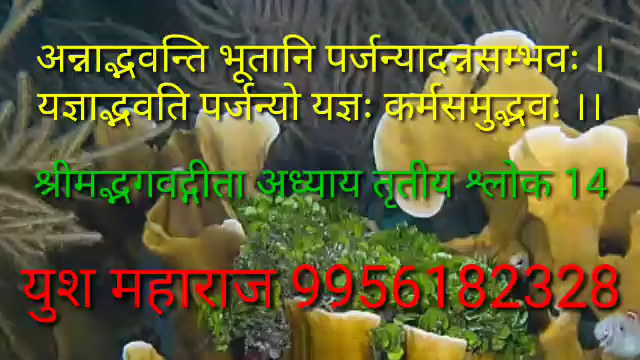 अन्नाद्भवन्ति भूतानि पर्जन्यादन्नसम्भवः ।
यज्ञाद्भवति पर्जन्यो यज्ञः कर्मसमुद्भवः ।।
श्रीमद्भगवद्गीता अध्याय तृतीय श्लोक 14
युश महाराज 9956182328